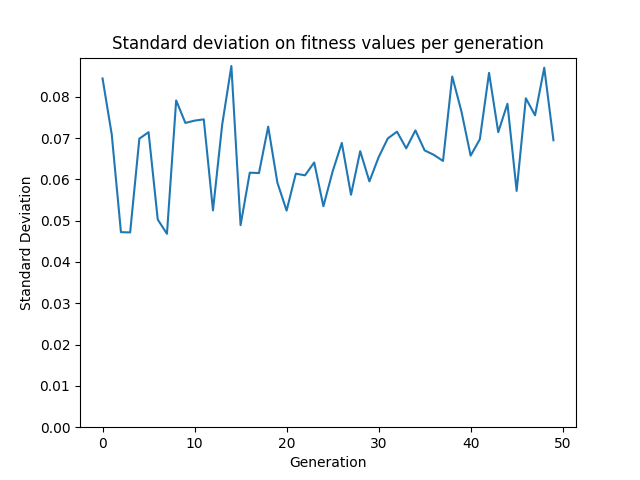 Standard deviation on fitness values per generation
Standard Deviation
0.08
0.07
0.06
0.05
0.04
0.03
0.02
0.01
0.00
0 10 20 30 40 50
Generation